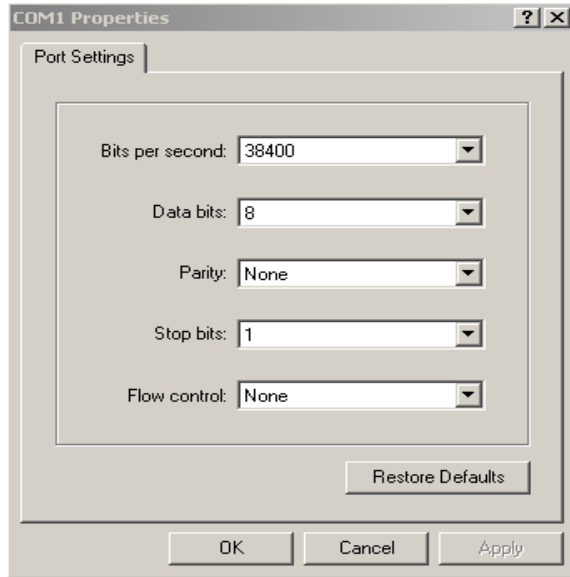 COM1 Properties
Port Settings
Bits per second: 38400
Data bits: 8
Parity: None
Stop bits: 1
Flow control: None
Restore Defaults
OK Cancel Apply